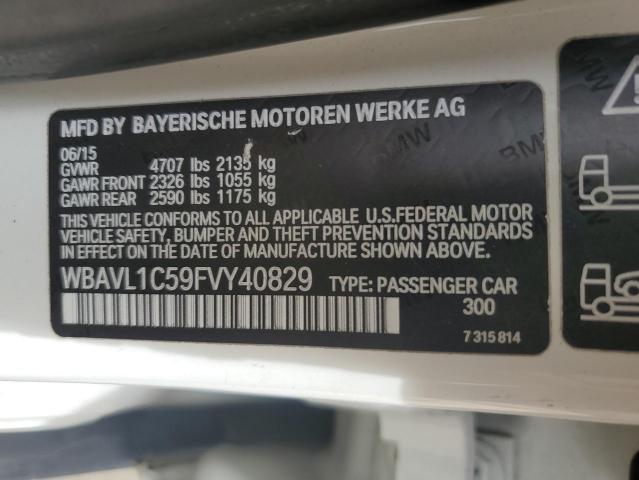 MFD BY BAYERISCHE MOTOREN WERKE AG
06/15
GVWR 4707 lbs 2135 kg
GAWR FRONT 2326 lbs 1055 kg
GAWR REAR 2590 lbs 1175 kg
THIS VEHICLE CONFORMS TO ALL APPLICABLE U.S.FEDERAL MOTOR
VEHICLE SAFETY, BUMPER AND THEFT PREVENTION STANDARDS
IN EFFECT ON THE DATE OF MANUFACTURE SHOWN ABOVE.
WBAVL1C59FVY40829 TYPE: PASSENGER CAR
300
7 315 814
BMW
BMW